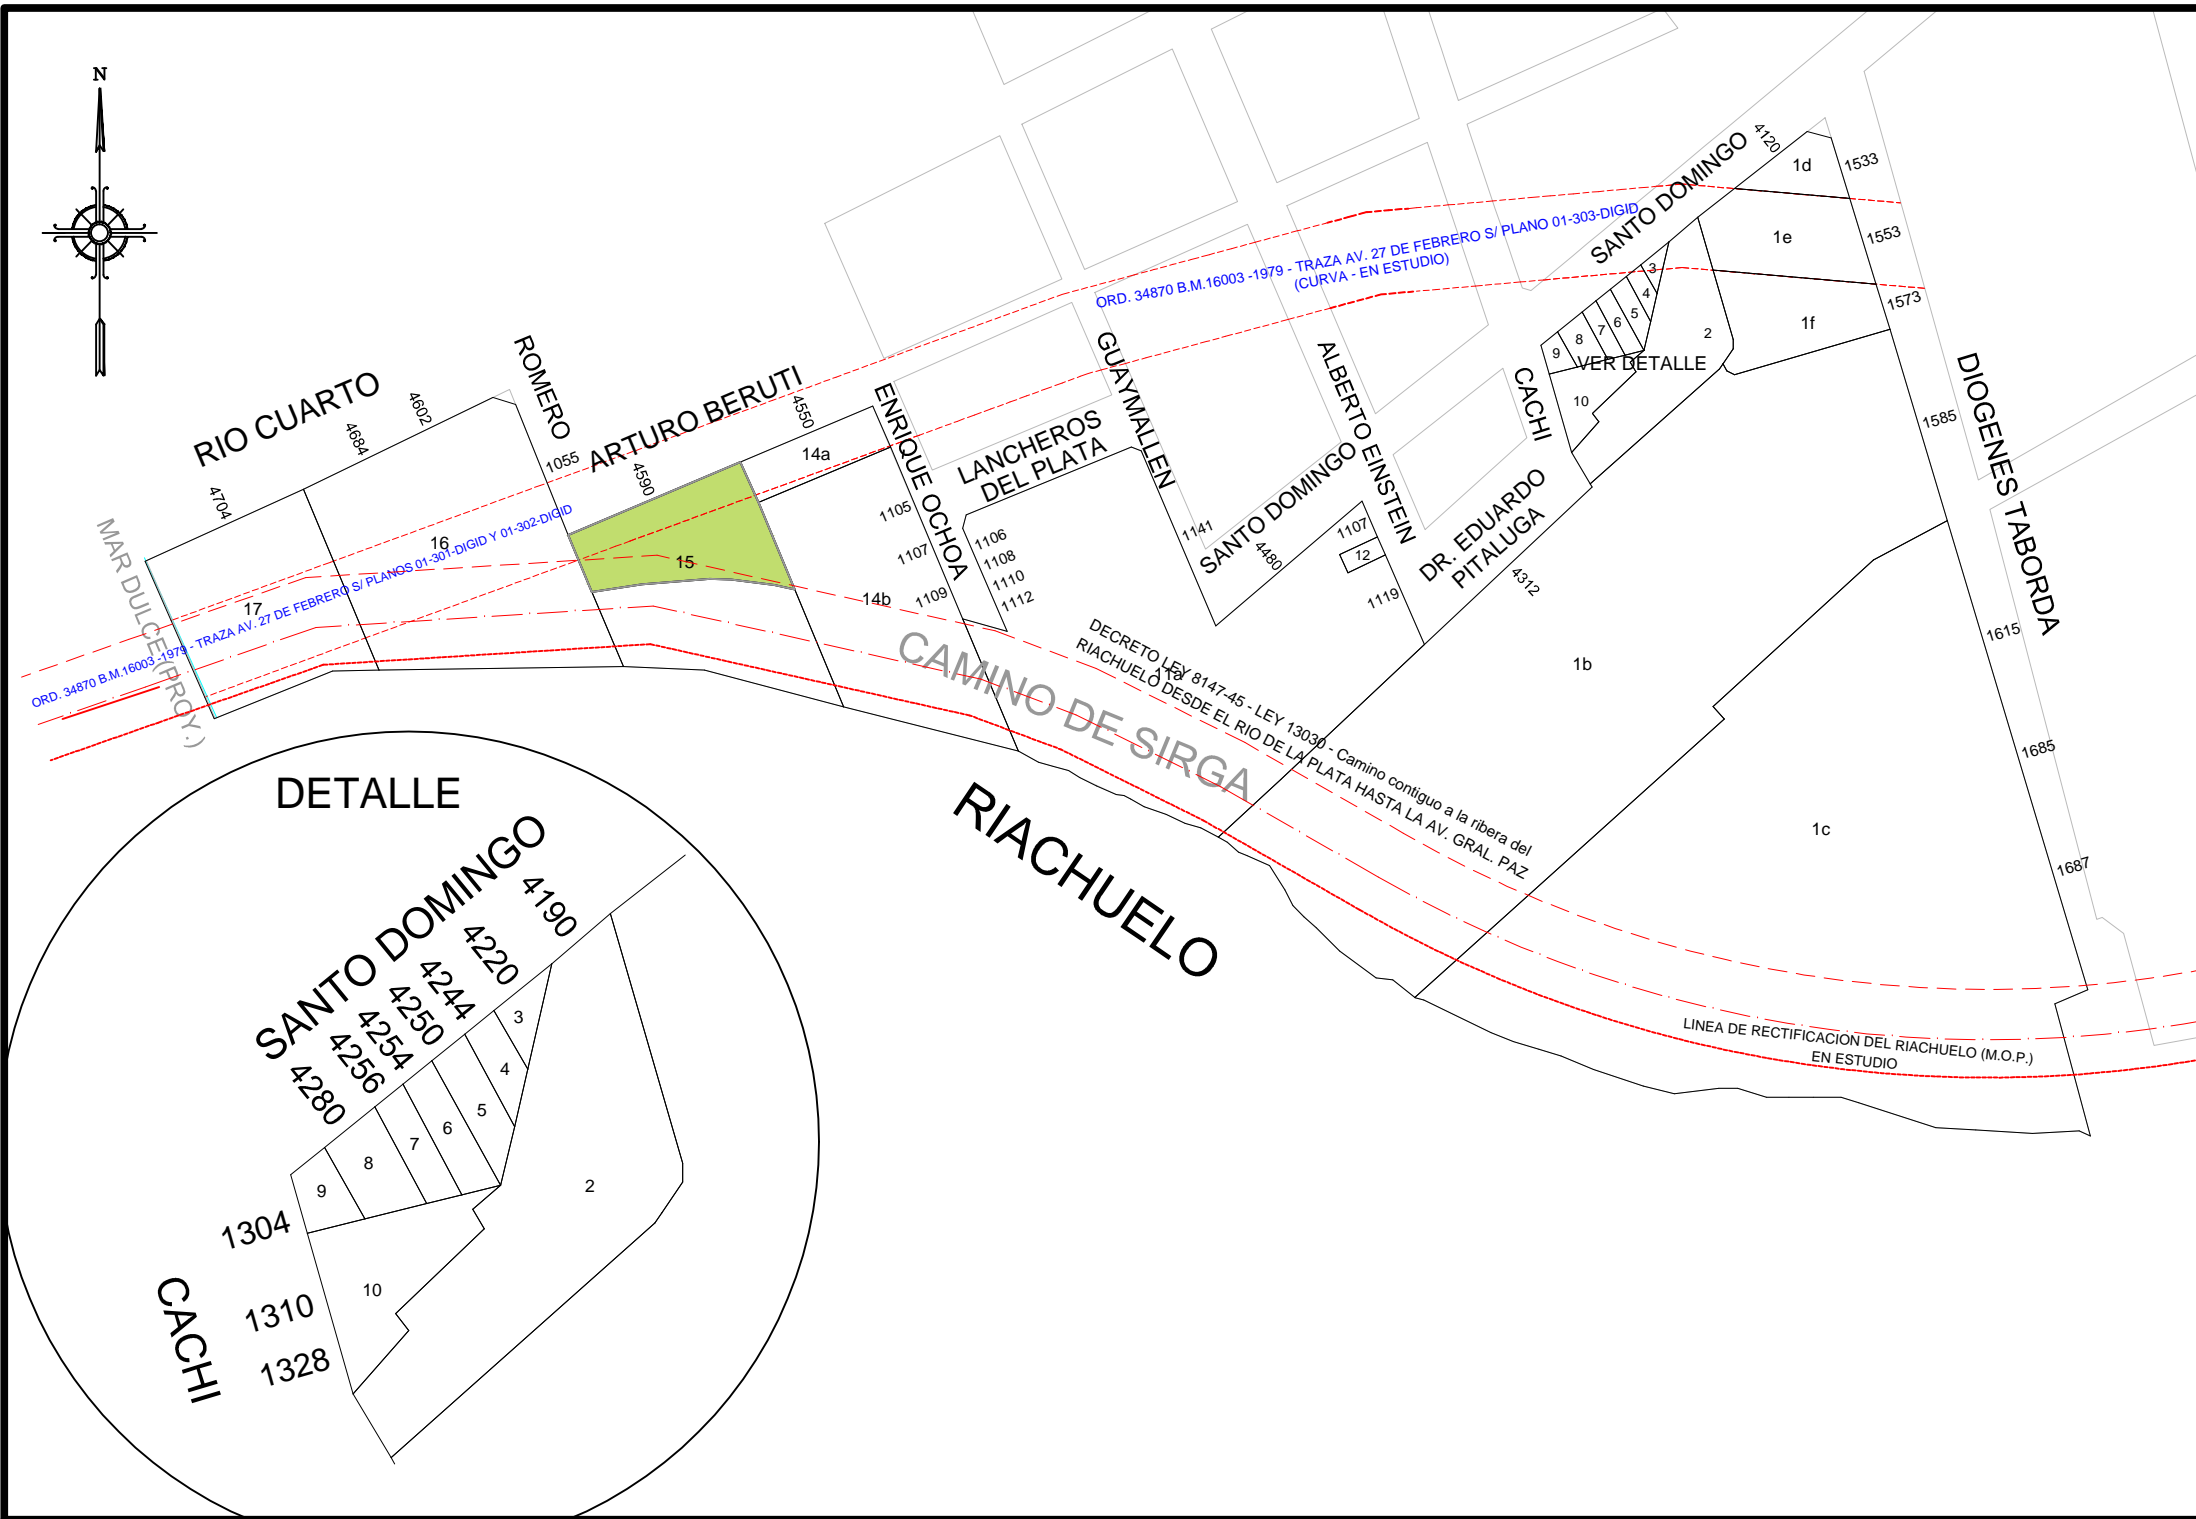 N
4120
SANTO DOMINGO
1d
1533
1e
1553
ORD. 34870 B.M.16003 -1979 - TRAZA AV. 27 DE FEBRERO S/ PLANO 01-303-DIGID
(CURVA - EN ESTUDIO)
3
4
5
6
7
8
9
2
1f
1573
VER DETALLE
10
ROMERO
RIO CUARTO
4602
4684
4704
ARTURO BERUTI
4550
1055
4590
14a
ENRIQUE OCHOA
GUAYMALLEN
ALBERTO EINSTEIN
CACHI
DIOGENES TABORDA
1585
LANCHEROS
DEL PLATA
SANTO DOMINGO
4480
DR. EDUARDO
PITALUGA
4312
MAR DULCE (PROY.)
ORD. 34870 B.M.16003 -1979 - TRAZA AV. 27 DE FEBRERO S/ PLANOS 01-301-DIGID Y 01-302-DIGID
16
17
15
14b
1105
1107
1109
1106
1108
1110
1112
1141
1107
12
1119
1615
1b
11a
CAMINO DE SIRGA
DECRETO LEY 8147-45 - LEY 13030 - Camino contiguo a la ribera del
RIACHUELO DESDE EL RIO DE LA PLATA HASTA LA AV. GRAL. PAZ
1685
1c
1687
RIACHUELO
LINEA DE RECTIFICACION DEL RIACHUELO (M.O.P.)
EN ESTUDIO
DETALLE
SANTO DOMINGO
4190
4220
4244
4250
4254
4256
4280
3
4
5
6
7
8
9
2
10
1304
1310
1328
CACHI